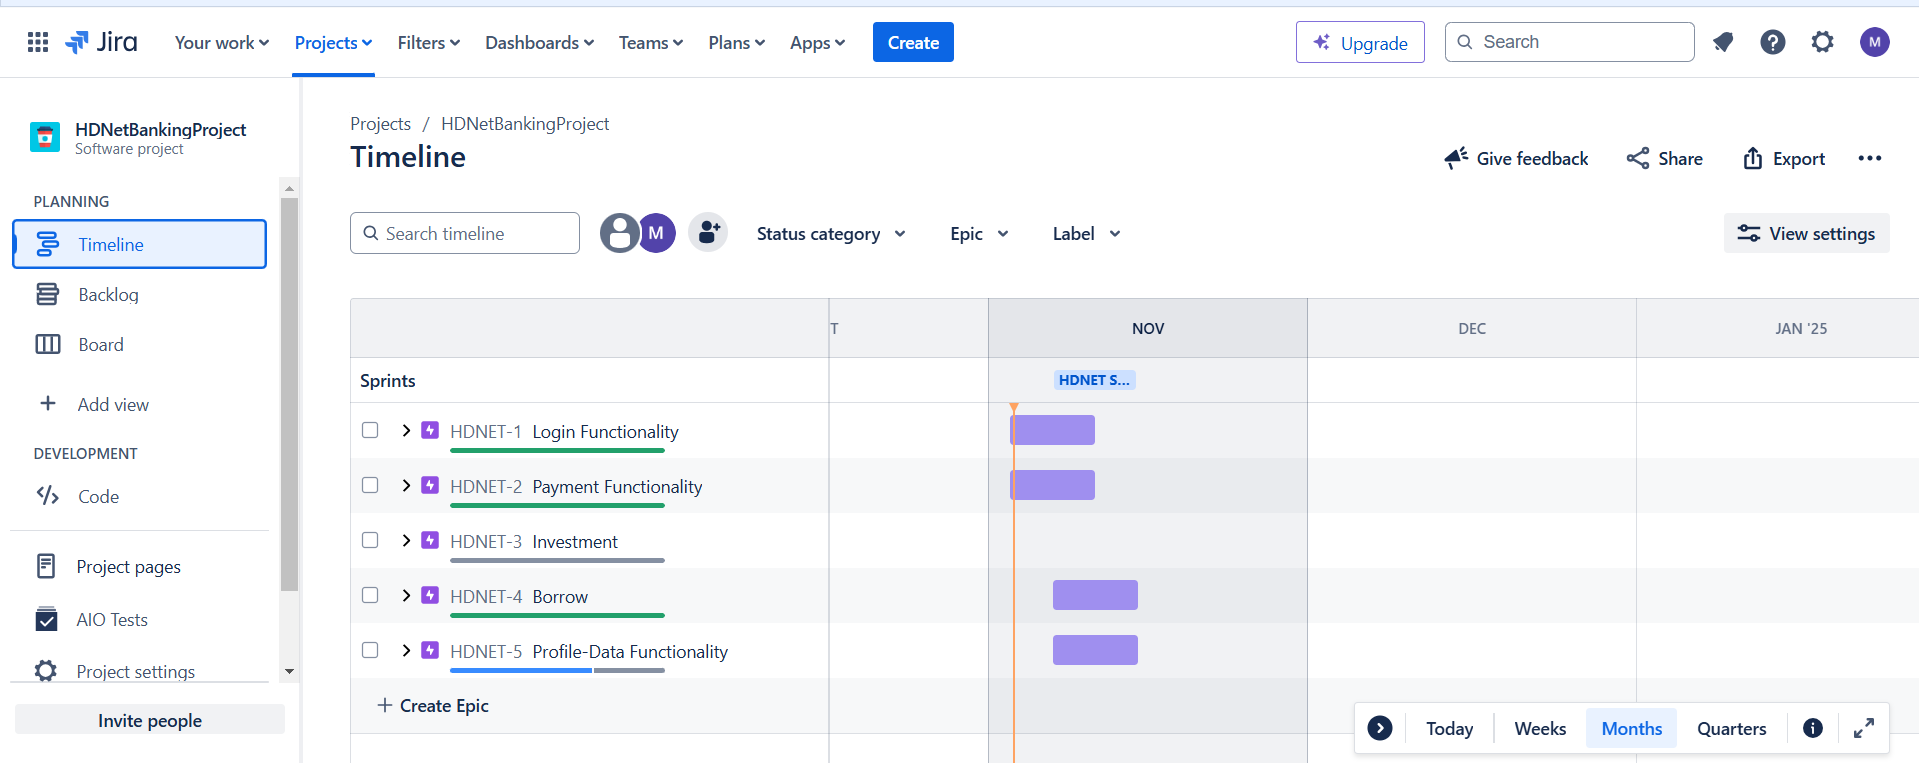 Jira
Your work
Projects
Filters
Dashboards
Teams
Plans
Apps
Create
Upgrade
Search
M
HDNetBankingProject
Software project
PLANNING
Timeline
Backlog
Board
Add view
DEVELOPMENT
Code
Project pages
AIO Tests
Project settings
Invite people
Projects / HDNetBankingProject
Timeline
Give feedback
Share
Export
Search timeline
M
Status category
Epic
Label
View settings
T
NOV
DEC
JAN '25
Sprints
HDNET S...
HDNET-1 Login Functionality
HDNET-2 Payment Functionality
HDNET-3 Investment
HDNET-4 Borrow
HDNET-5 Profile-Data Functionality
+ Create Epic
Today
Weeks
Months
Quarters